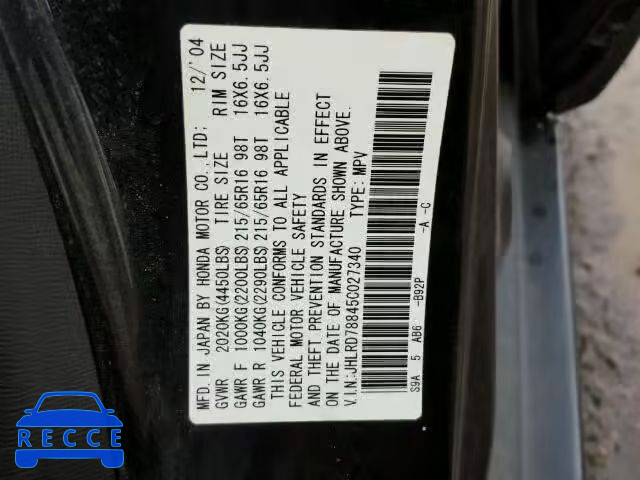 MFD. IN JAPAN BY HONDA MOTOR CO., LTD; 12/'04
GVWR 2020KG(4450LBS) TIRE SIZE RIM SIZE
GAWR F 1000KG(2200LBS) 215/65R16 98T 16X6.5JJ
GAWR R 1040KG(2290LBS) 215/65R16 98T 16X6.5JJ
THIS VEHICLE CONFORMS TO ALL APPLICABLE
FEDERAL MOTOR VEHICLE SAFETY
AND THEFT PREVENTION STANDARDS IN EFFECT
ON THE DATE OF MANUFACTURE SHOWN ABOVE.
V.I.N:JHLRD78845C027340 TYPE: MPV
S9A 5 AB6 -B92P -A -C
RECCE